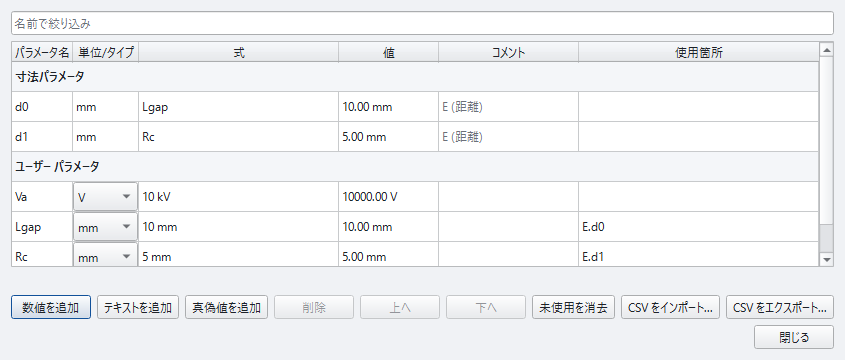 名前で絞り込み
パラメータ名 単位/タイプ 式 値 コメント 使用箇所
寸法パラメータ
d0 mm Lgap 10.00 mm E (距離)
d1 mm Rc 5.00 mm E (距離)
ユーザー パラメータ
Va V 10 kV 10000.00 V
Lgap mm 10 mm 10.00 mm E.d0
Rc mm 5 mm 5.00 mm E.d1
数値を追加 テキストを追加 真偽値を追加 削除 上へ 下へ 未使用を消去 CSV をインポート... CSV をエクスポート...
閉じる